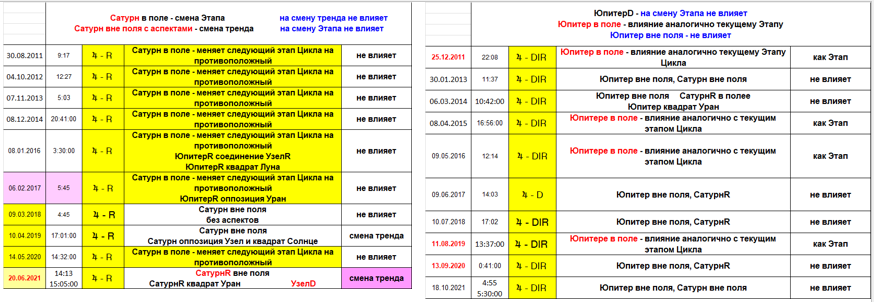 Сатурн в поле - смена Этапа на смену тренда не влияет
Сатурн вне поля с аспектами - смена тренда на смену Этапа не влияет
30.08.2011 9:17 ♃ - R Сатурн в поле - меняет следующий этап Цикла на
противоположный не влияет
04.10.2012 12:27 ♃ - R Сатурн в поле - меняет следующий этап Цикла на
противоположный не влияет
07.11.2013 5:03 ♃ - R Сатурн в поле - меняет следующий этап Цикла на
противоположный не влияет
08.12.2014 20:41:00 ♃ - R Сатурн в поле - меняет следующий этап Цикла на
противоположный не влияет
08.01.2016 3:30:00 ♃ - R Сатурн в поле - меняет следующий этап Цикла на
противоположный
ЮпитерR соединение УзелR
ЮпитерR квадрат Луна не влияет
06.02.2017 5:45 ♃ - R Сатурн в поле - меняет следующий этап Цикла на
противоположный
ЮпитерR оппозиция Уран не влияет
09.03.2018 4:45 ♃ - R Сатурн вне поля
без аспектов не влияет
10.04.2019 17:01:00 ♃ - R Сатурн вне поля
Сатурн оппозиция Узел и квадрат Солнце смена тренда
14.05.2020 14:32:00 ♃ - R Сатурн в поле - меняет следующий этап Цикла на
противоположный не влияет
20.06.2021 14:13
15:05:00 ♃ - R СатурнR вне поля
СатурнR квадрат Уран УзелD смена тренда
ЮпитерD - на смену Этапа не влияет
Юпитер в поле - влияние аналогично текущему Этапу
Юпитер вне поля - не влияет
25.12.2011 22:08 ♃ - DIR Юпитер в поле - влияние аналогично текущему Этапу
Цикла как Этап
30.01.2013 11:37 ♃ - DIR Юпитер вне поля, Сатурн вне поля не влияет
06.03.2014 10:42:00 ♃ - DIR Юпитер вне поля СатурнR в полее
Юпитер квадрат Уран не влияет
08.04.2015 16:56:00 ♃ - DIR Юпитере в поле - влияние аналогично с текущим
этапом Цикла как Этап
09.05.2016 12:14 ♃ - DIR Юпитере в поле - влияние аналогично с текущим
этапом Цикла как Этап
09.06.2017 14:03 ♃ - D Юпитер вне поля, СатурнR не влияет
10.07.2018 17:02 ♃ - DIR Юпитер вне поля, СатурнR не влияет
11.08.2019 13:37:00 ♃ - DIR Юпитере в поле - влияние аналогично с текущим
этапом Цикла как Этап
13.09.2020 0:41:00 ♃ - DIR Юпитер вне поля, СатурнR не влияет
18.10.2021 4:55
5:30:00 ♃ - DIR Юпитер вне поля, Сатурн вне поля не влияет